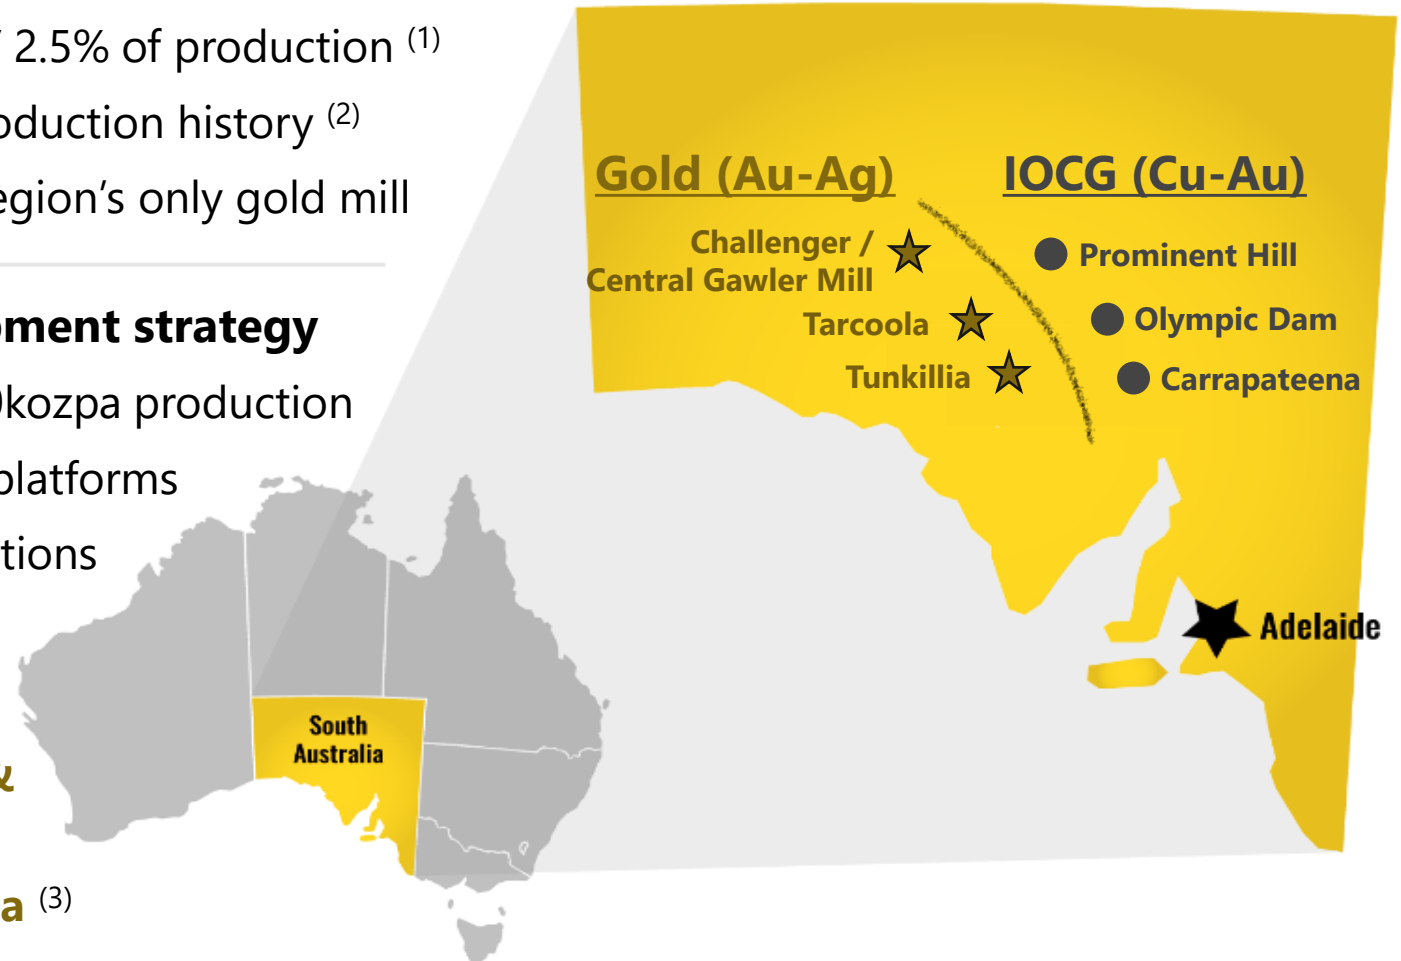 2.5% of production (1)
oduction history (2)
egion's only gold mill
pment strategy
kozpa production
platforms
tions
&
a (3)
Gold (Au-Ag)
IOCG (Cu-Au)
Challenger /
Central Gawler Mill
Tarcoola
Tunkillia
Prominent Hill
Olympic Dam
Carrapateena
Adelaide
South
Australia